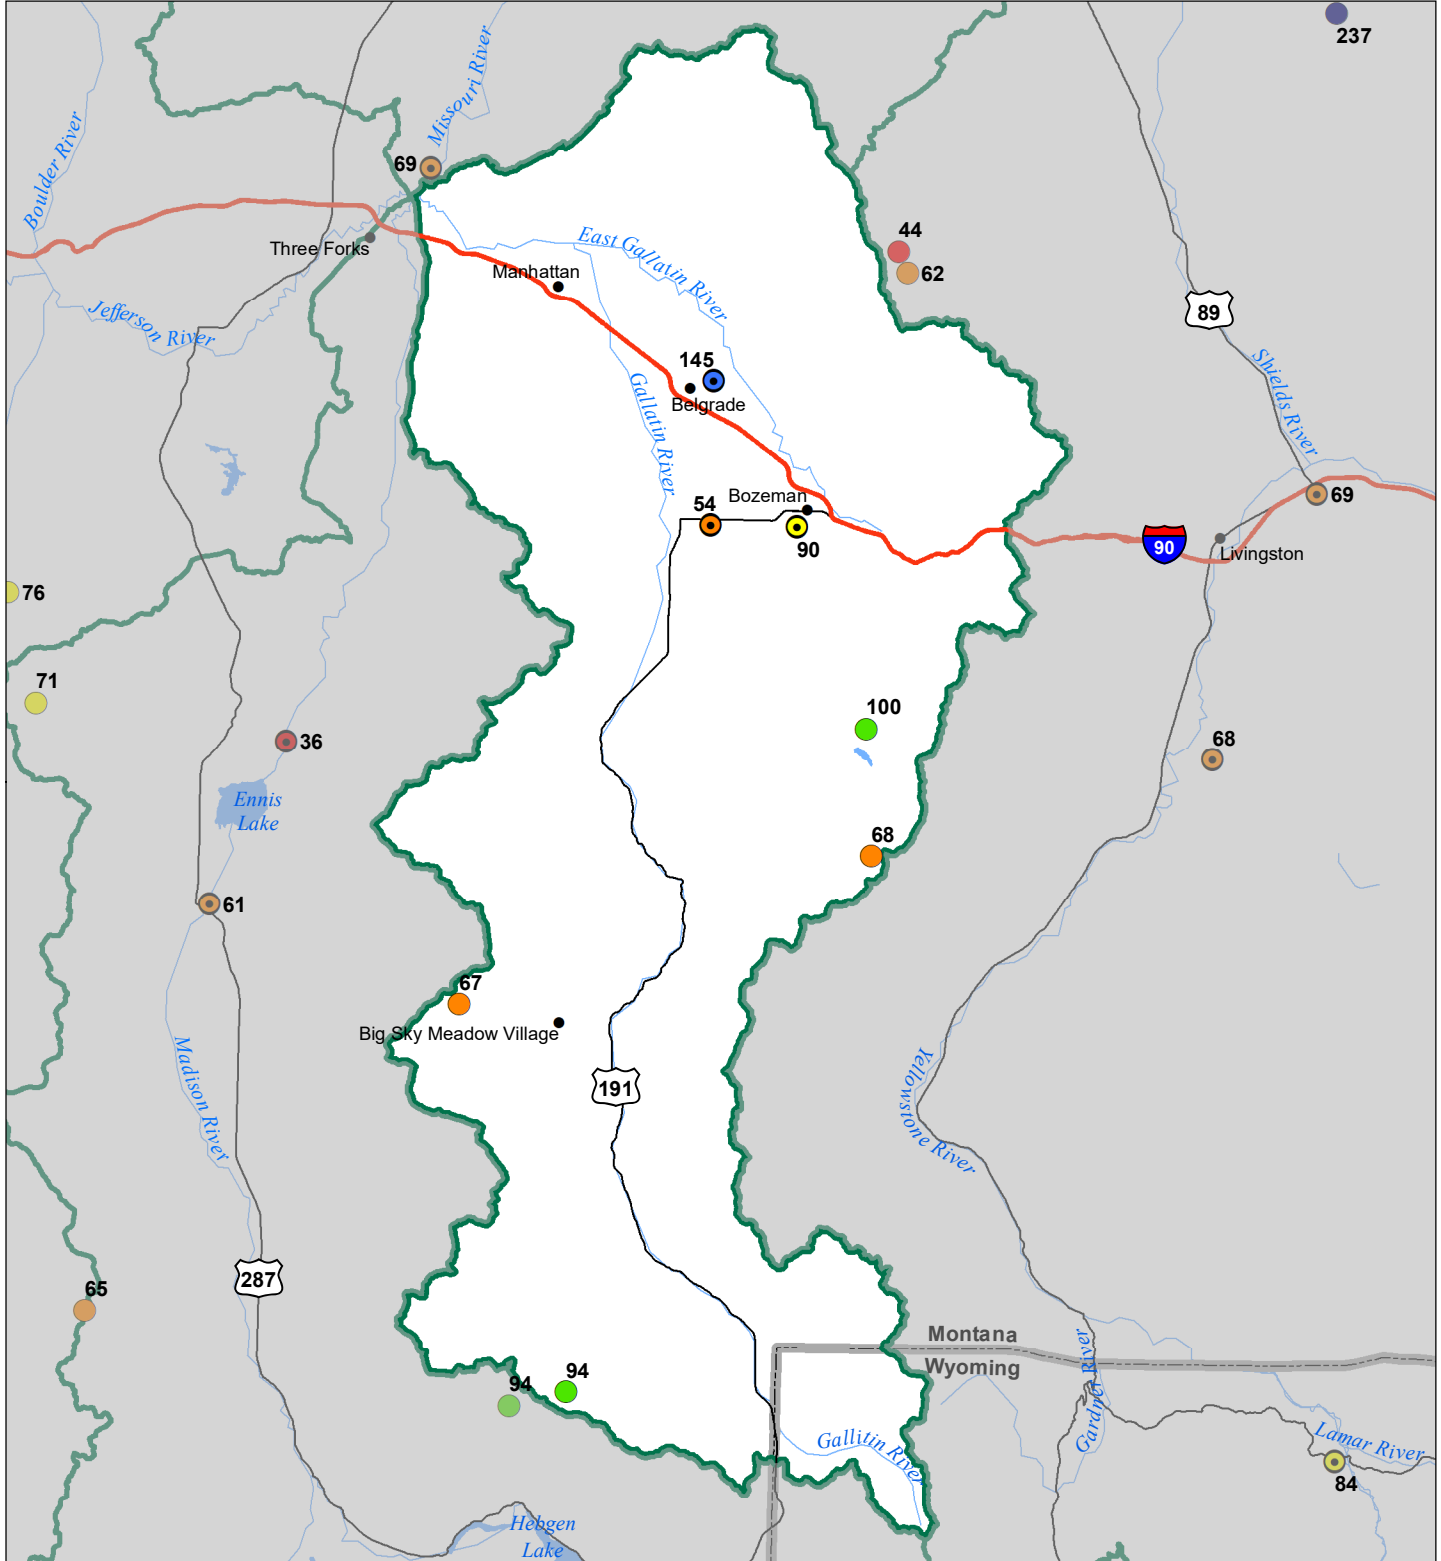 237
Missouri River
Boulder River
69
44
62
Three Forks
East Gallatin River
Manhattan
89
Jefferson River
145
Belgrade
Shields River
Gallatin River
Bozeman
54
90
69
90
Livingston
76
71
100
36
68
Ennis
Lake
68
61
67
Big Sky Meadow Village
Madison River
191
Yellowstone River
287
65
Montana
Wyoming
Gardner River
94
94
Gallitin River
Lamar River
84
Hebgen
Lake